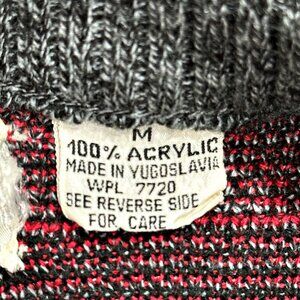 M
100% ACRYLIC
MADE IN YUGOSLAVIA
WPL 7720
SEE REVERSE SIDE
FOR CARE